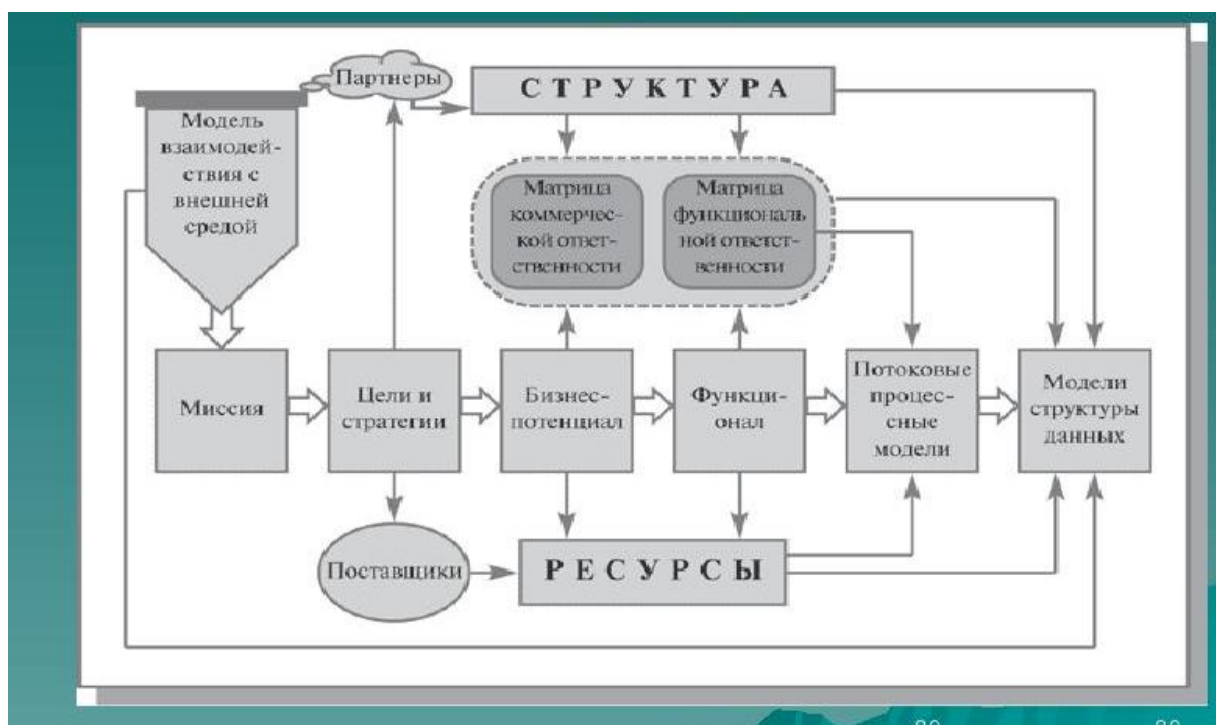 Партнеры
СТРУКТУРА
Модель
взаимодей-
ствия с
внешней
средой
Матрица
коммерчес-
кой ответ-
ственности
Матрица
функциональ
ной ответст-
венности
Миссия
Цели и
стратегии
Бизнес-
потенциал
Функци-
онал
Потоковые
процес-
сные
модели
Модели
структуры
данных
Поставщики
РЕСУРСЫ